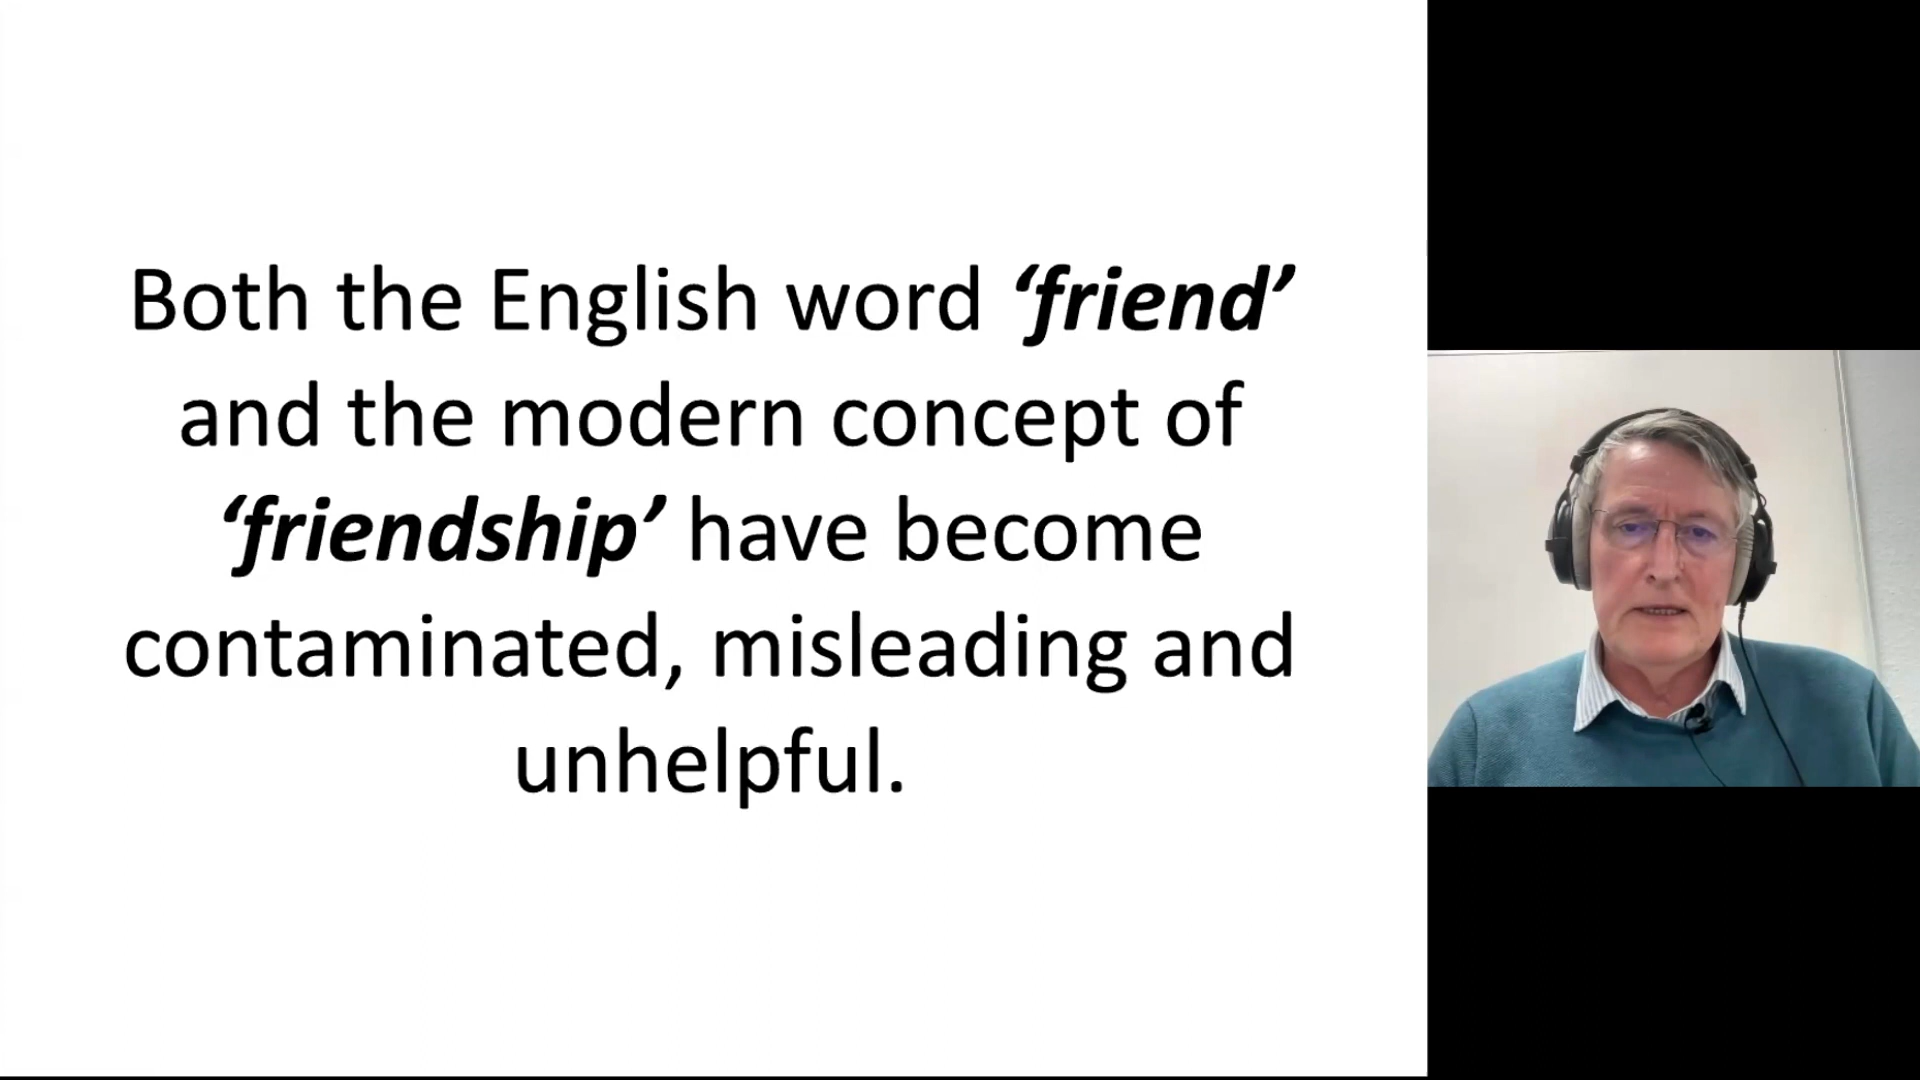 Both the English word ‘friend’
and the modern concept of
‘friendship’ have become
contaminated, misleading and
unhelpful.